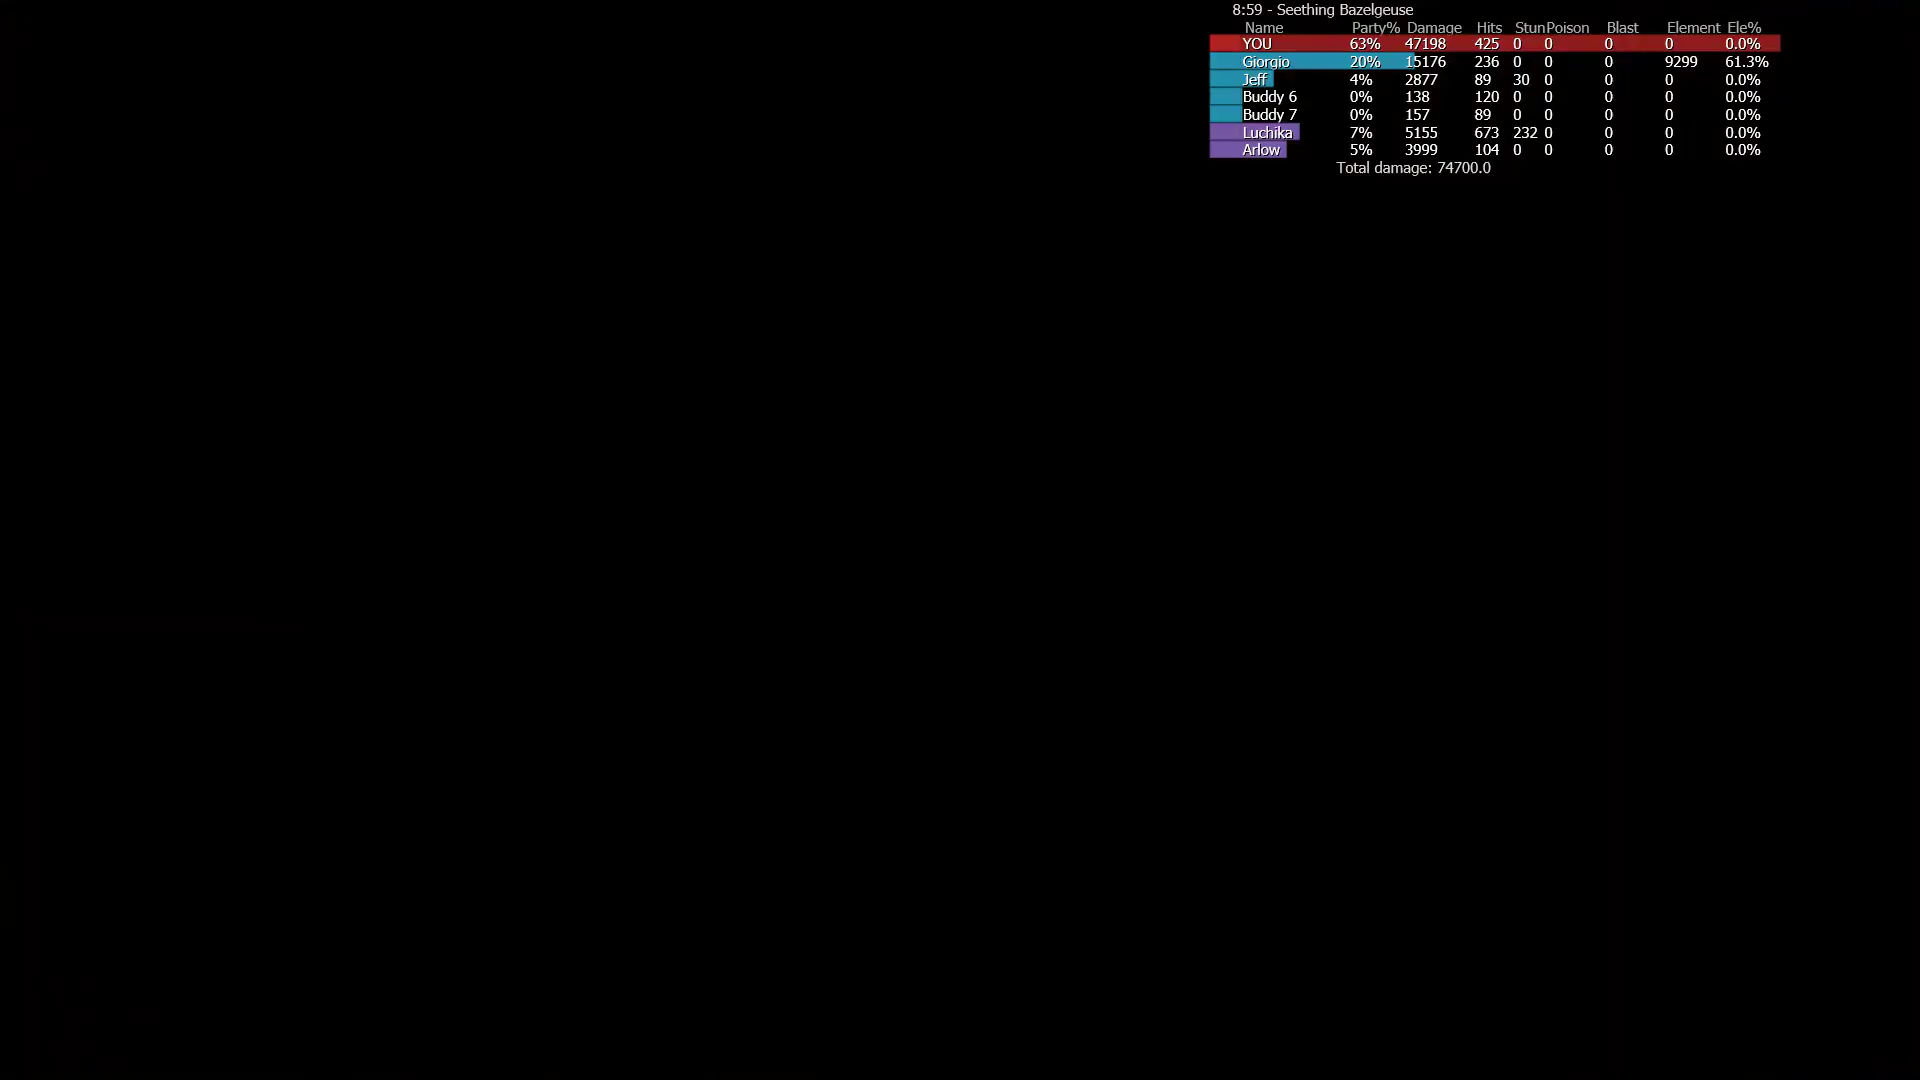 8:59 - Seething Bazelgeuse
Name Party% Damage Hits Stun Poison Blast Element Ele%
YOU 63% 47198 425 0 0 0 0 0.0%
Giorgio 20% 15176 236 0 0 0 9299 61.3%
Jeff 4% 2877 89 30 0 0 0 0.0%
Buddy 6 0% 138 120 0 0 0 0 0.0%
Buddy 7 0% 157 89 0 0 0 0 0.0%
Luchika 7% 5155 673 232 0 0 0 0.0%
Arlow 5% 3999 104 0 0 0 0 0.0%
Total damage: 74700.0